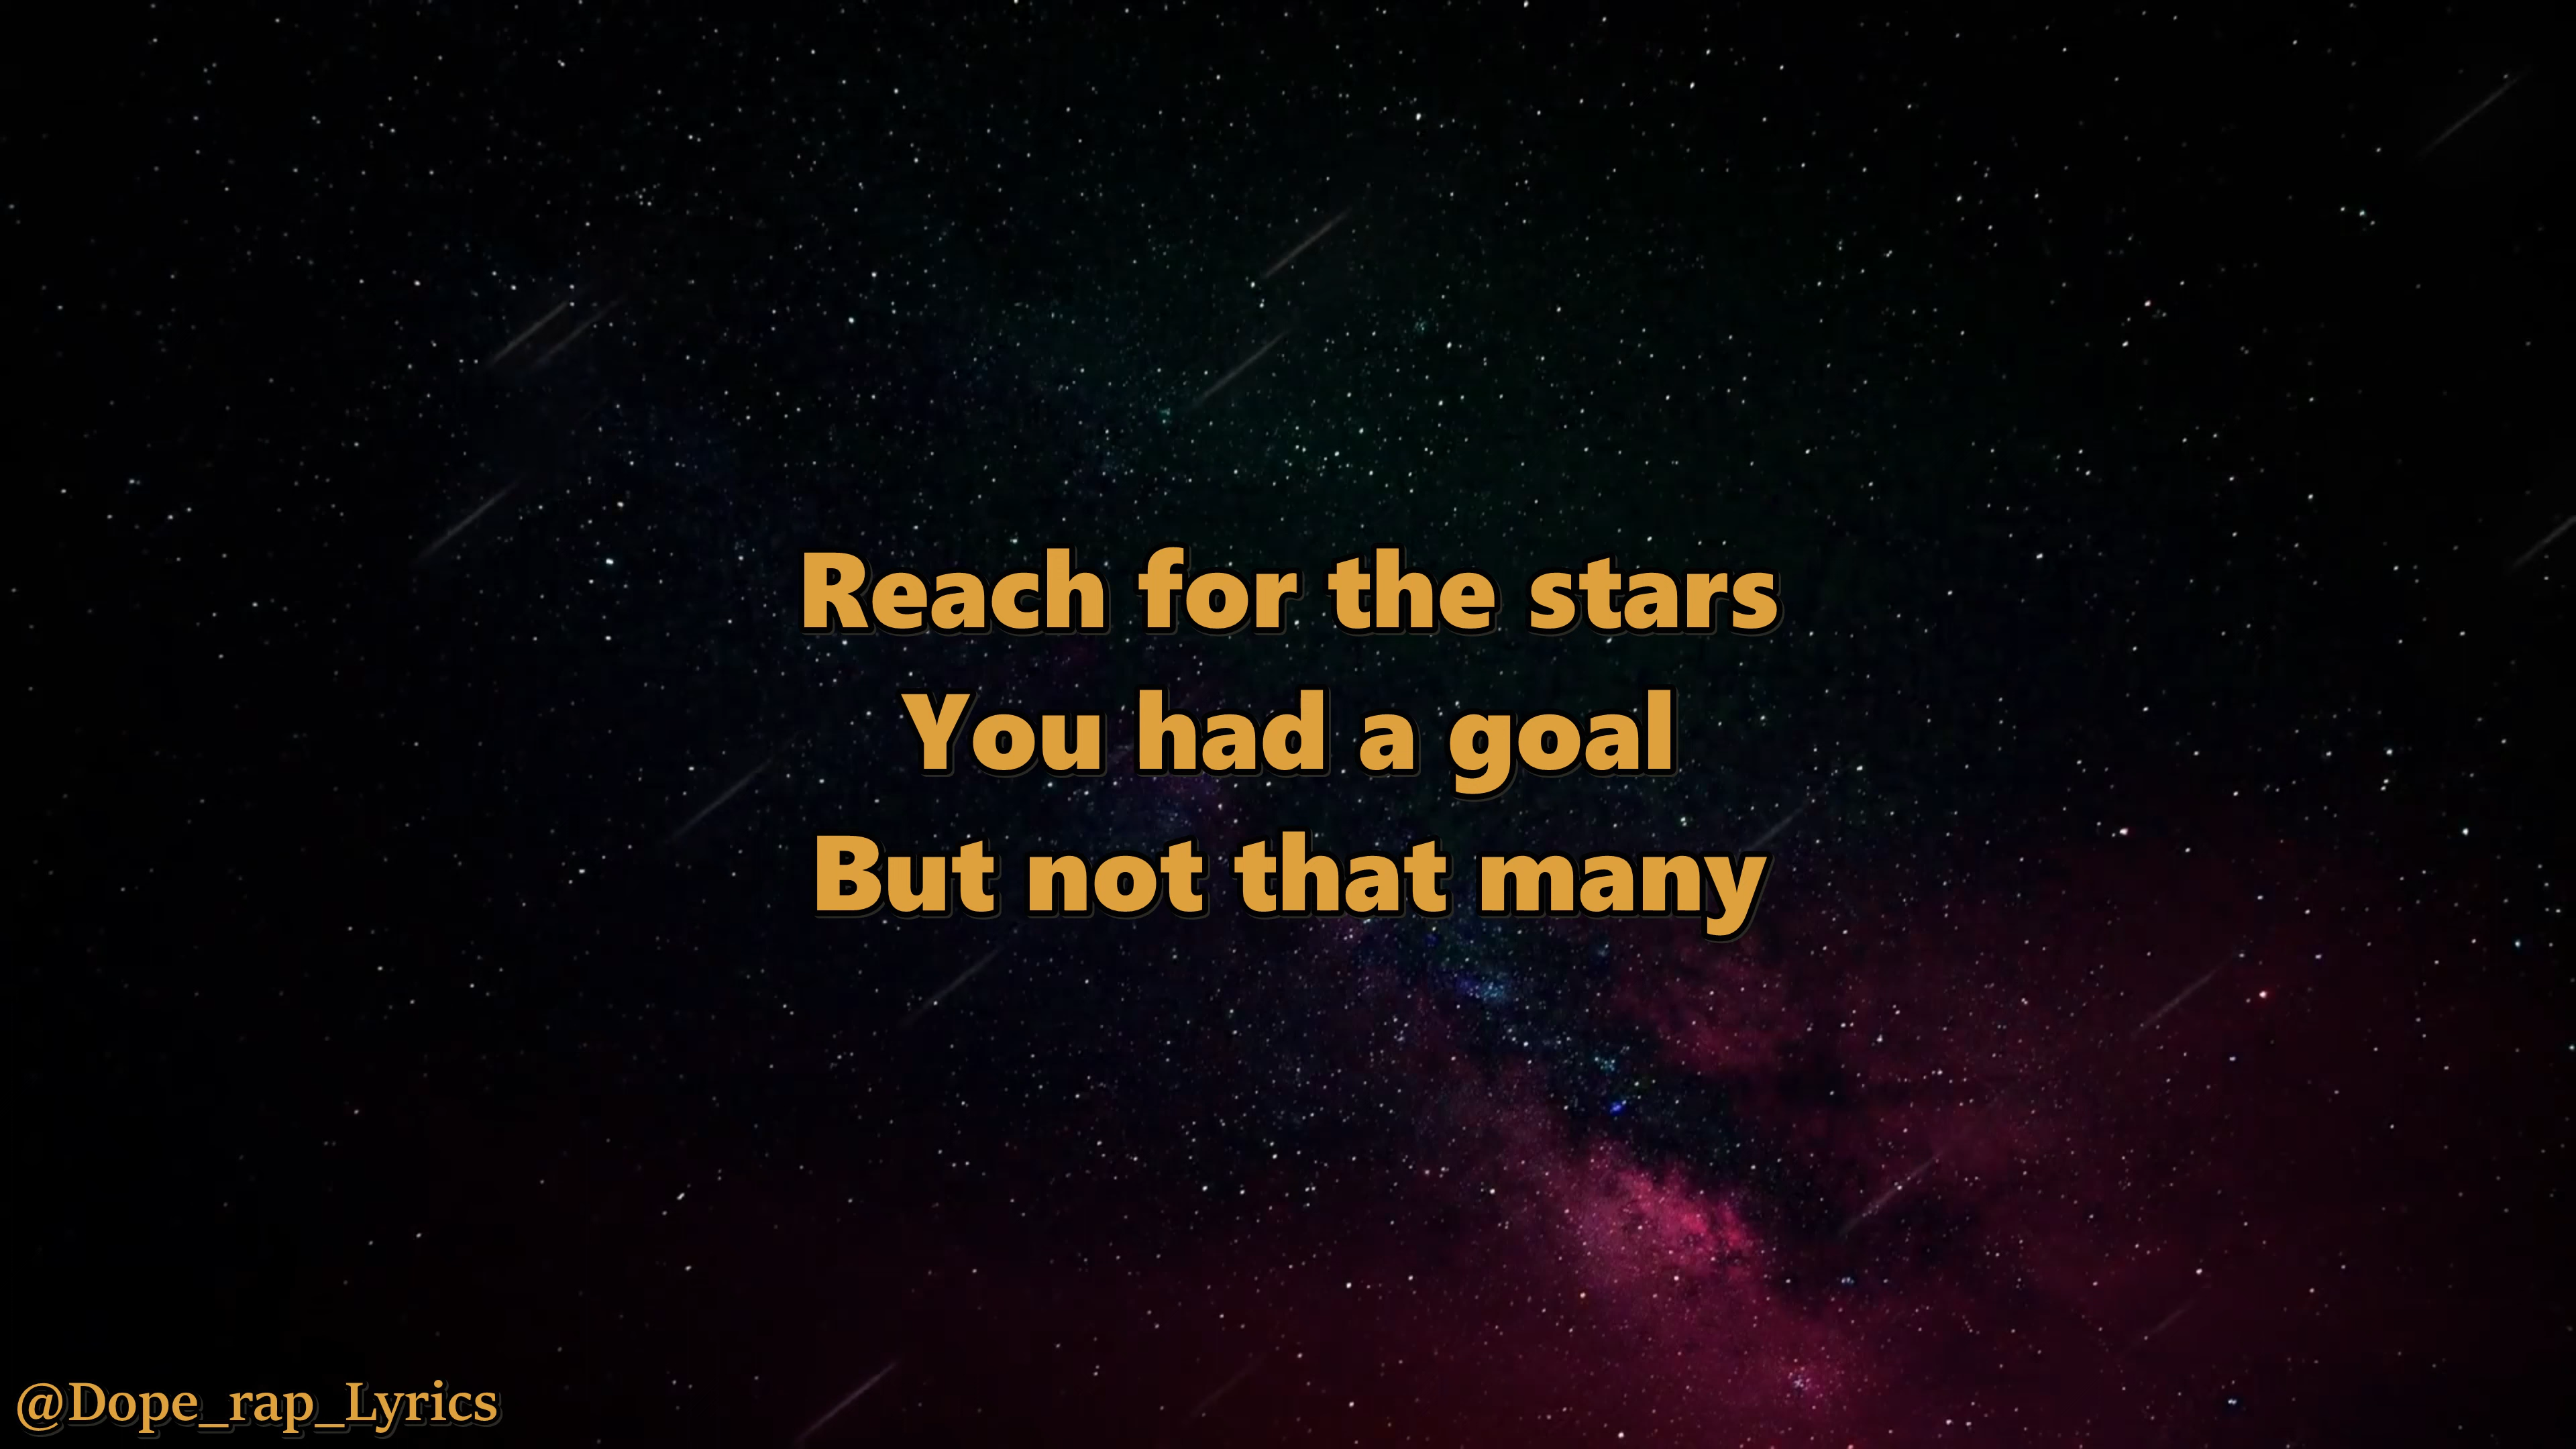 Reach for the stars
You had a goal
But not that many
@Dope_rap_Lyrics